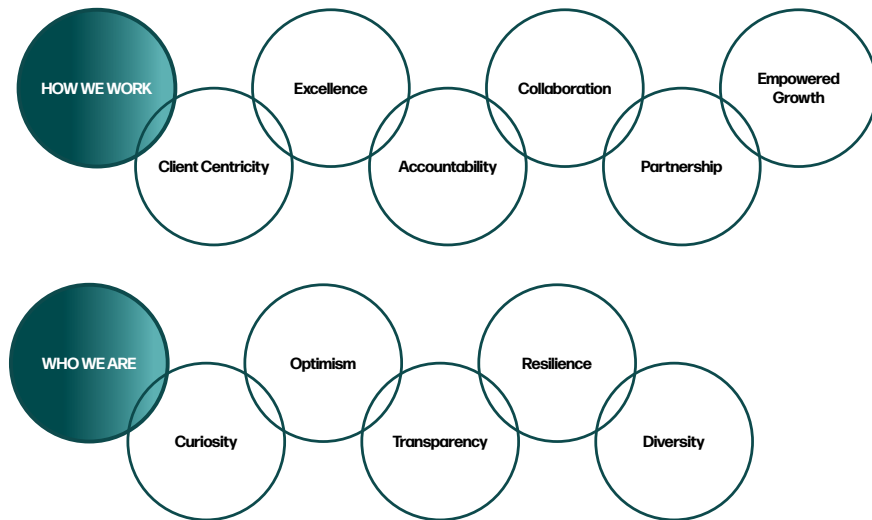 HOW WE WORK
Client Centricity
Excellence
Accountability
Collaboration
Partnership
Empowered
Growth
WHO WE ARE
Curiosity
Optimism
Transparency
Resilience
Diversity